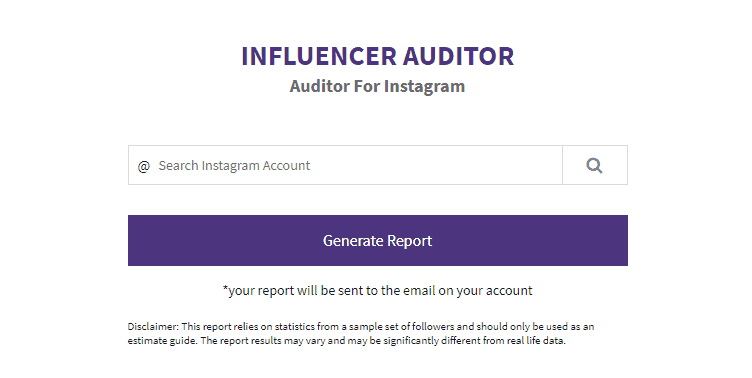 INFLUENCER AUDITOR
Auditor For Instagram
@ Search Instagram Account
Generate Report
*your report will be sent to the email on your account
Disclaimer: This report relies on statistics from a sample set of followers and should only be used as an
estimate guide. The report results may vary and may be significantly different from real life data.